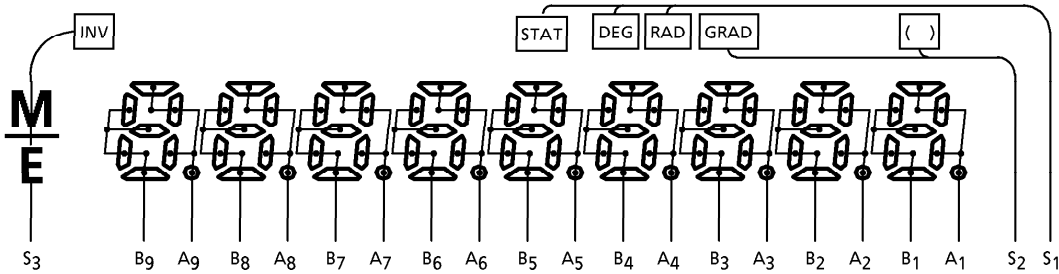 INV STAT DEG RAD GRAD ( )
M
E
S3 B9 A9 B8 A8 B7 A7 B6 A6 B5 A5 B4 A4 B3 A3 B2 A2 B1 A1 S2 S1